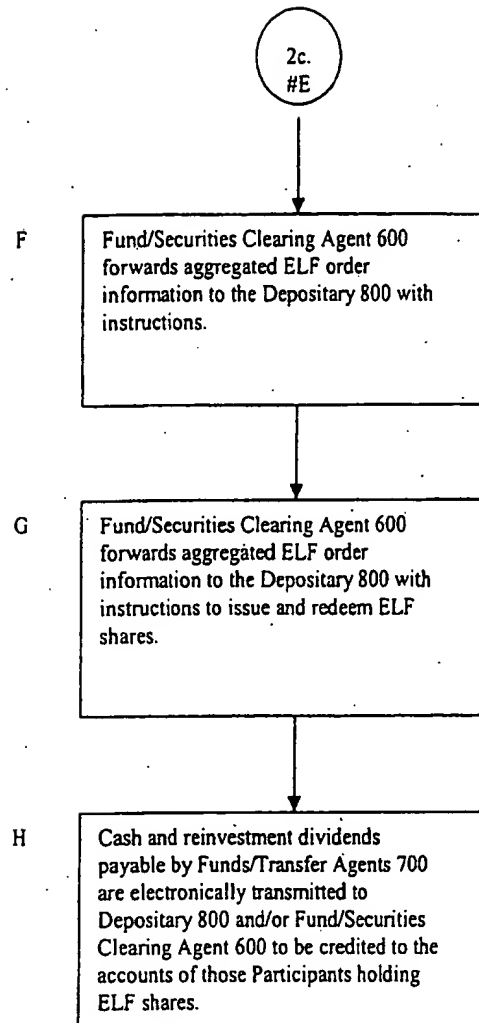 2c.
#E
F
Fund/Securities Clearing Agent 600
forwards aggregated ELF order
information to the Depositary 800 with
instructions.
G
Fund/Securities Clearing Agent 600
forwards aggregated ELF order
information to the Depositary 800 with
instructions to issue and redeem ELF
shares.
H
Cash and reinvestment dividends
payable by Funds/Transfer Agents 700
are electronically transmitted to
Depositary 800 and/or Fund/Securities
Clearing Agent 600 to be credited to the
accounts of those Participants holding
ELF shares.